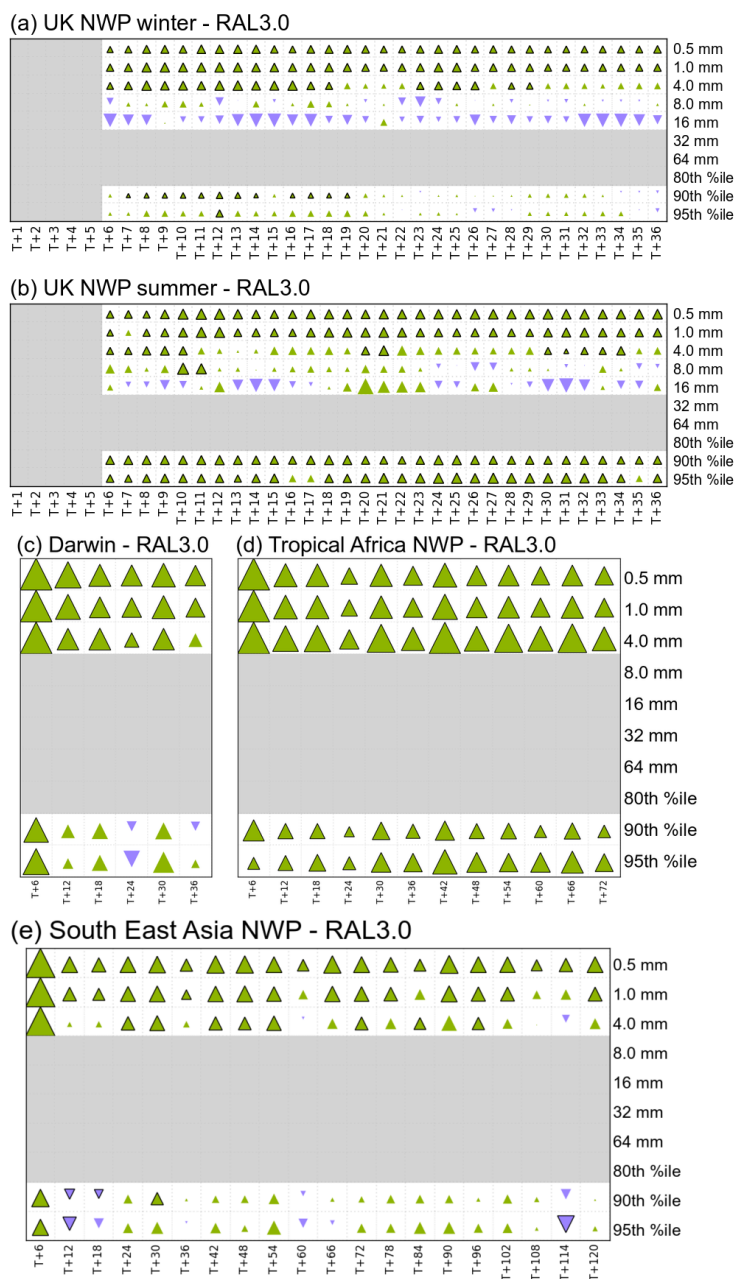 (a) UK NWP winter - RAL3.0
0.5 mm
1.0 mm
4.0 mm
8.0 mm
16 mm
32 mm
64 mm
80th %ile
90th %ile
95th %ile
T+1 T+2 T+3 T+4 T+5 T+6 T+7 T+8 T+9 T+10 T+11 T+12 T+13 T+14 T+15 T+16 T+17 T+18 T+19 T+20 T+21 T+22 T+23 T+24 T+25 T+26 T+27 T+28 T+29 T+30 T+31 T+32 T+33 T+34 T+35 T+36
(b) UK NWP summer - RAL3.0
0.5 mm
1.0 mm
4.0 mm
8.0 mm
16 mm
32 mm
64 mm
80th %ile
90th %ile
95th %ile
T+1 T+2 T+3 T+4 T+5 T+6 T+7 T+8 T+9 T+10 T+11 T+12 T+13 T+14 T+15 T+16 T+17 T+18 T+19 T+20 T+21 T+22 T+23 T+24 T+25 T+26 T+27 T+28 T+29 T+30 T+31 T+32 T+33 T+34 T+35 T+36
(c) Darwin - RAL3.0
T+6 T+12 T+18 T+24 T+30 T+36
(d) Tropical Africa NWP - RAL3.0
0.5 mm
1.0 mm
4.0 mm
8.0 mm
16 mm
32 mm
64 mm
80th %ile
90th %ile
95th %ile
T+6 T+12 T+18 T+24 T+30 T+36 T+42 T+48 T+54 T+60 T+66 T+72
(e) South East Asia NWP - RAL3.0
0.5 mm
1.0 mm
4.0 mm
8.0 mm
16 mm
32 mm
64 mm
80th %ile
90th %ile
95th %ile
T+6 T+12 T+18 T+24 T+30 T+36 T+42 T+48 T+54 T+60 T+66 T+72 T+78 T+84 T+90 T+96 T+102 T+108 T+114 T+120